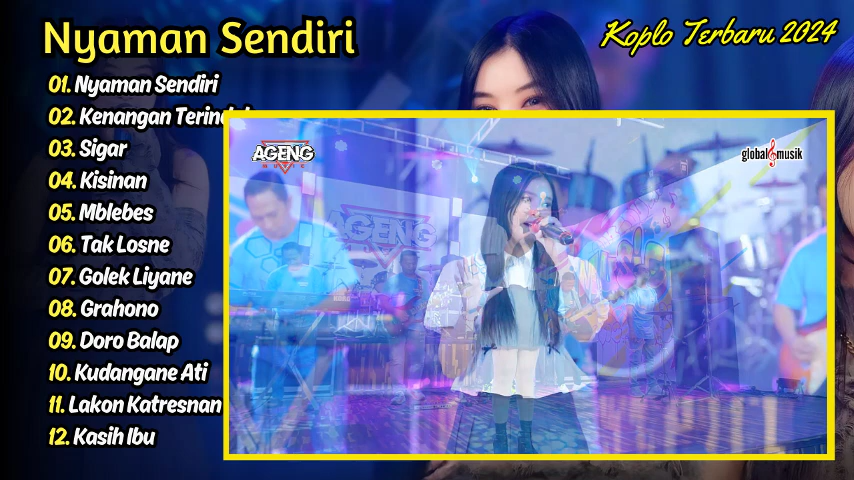 Nyaman Sendiri
Koplo Terbaru 2024
01. Nyaman Sendiri
02. Kenangan
03. Sigar
04. Kisinan
05. Mblebes
06. Tak Losne
07. Golek Liyane
08. Grahono
09. Doro Balap
10. Kudangane Ati
11. Lakon Katresnan
12. Kasih Ibu
AGENG
MUSIC
global musik
AGENG